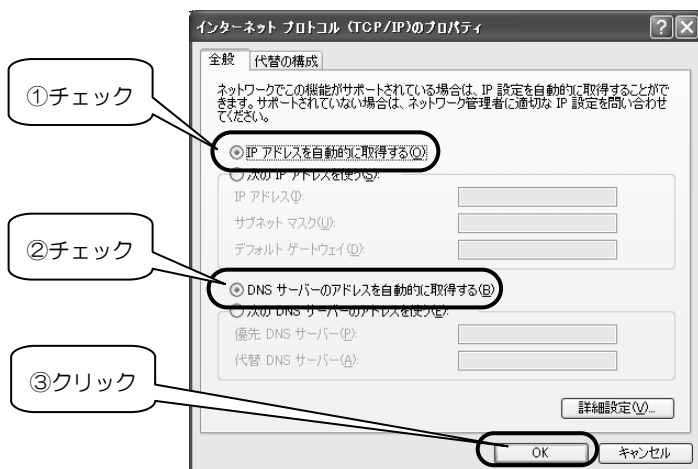 インターネット プロトコル (TCP/IP)のプロパティ
全般
代替の構成
ネットワークでこの機能がサポートされている場合は、IP 設定を自動的に取得することがで
きます。サポートされていない場合は、ネットワーク管理者に適切な IP 設定を問い合わせ
てください。
①チェック
IP アドレスを自動的に取得する(O)
次の IP アドレスを使う(S):
IP アドレス(I):
サブネット マスク(U):
デフォルト ゲートウェイ(D):
②チェック
DNS サーバーのアドレスを自動的に取得する(B)
次の DNS サーバーのアドレスを使う(E):
優先 DNS サーバー(P):
代替 DNS サーバー(A):
③クリック
詳細設定(V)...
OK
キャンセル